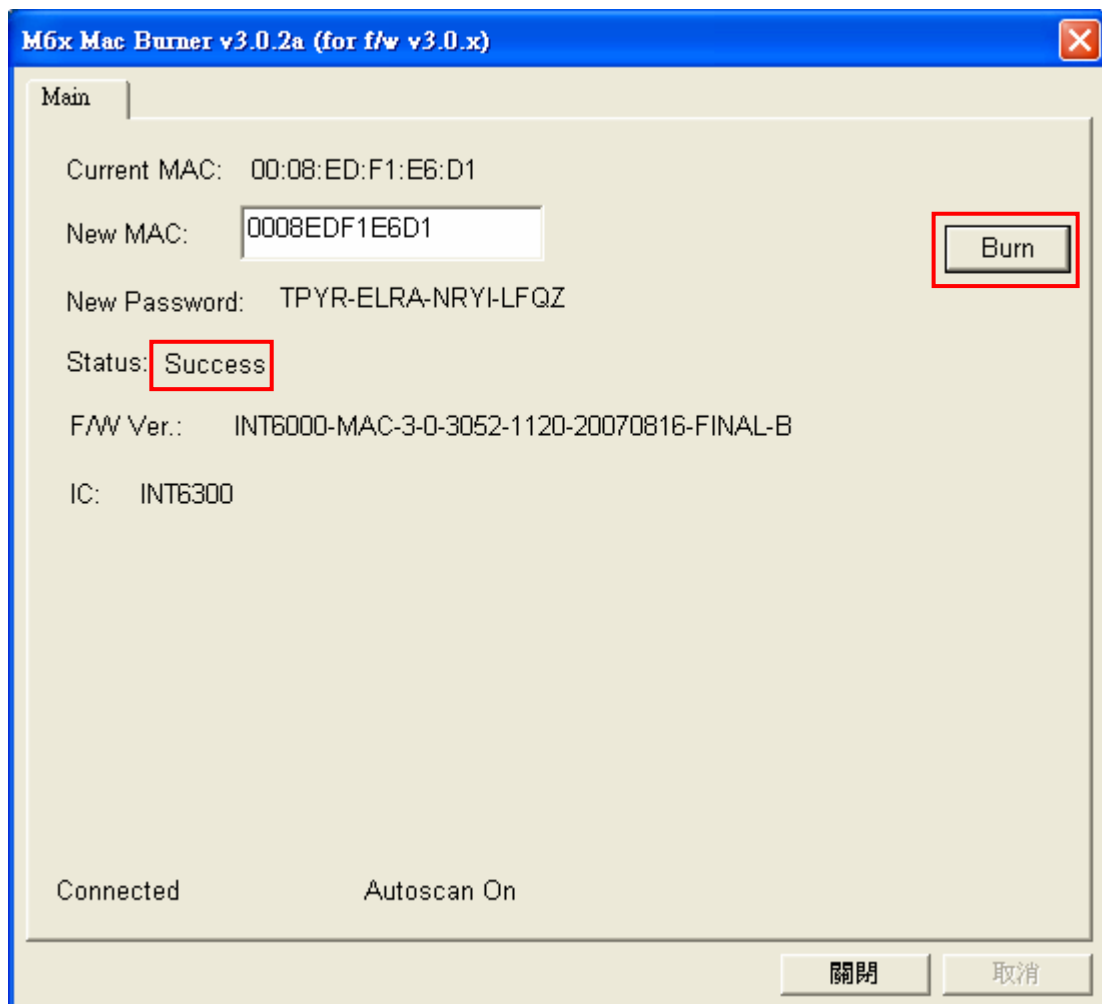 M6x Mac Burner v3.0.2a (for f/w v3.0.x)
Main
Current MAC: 00:08:ED:F1:E6:D1
New MAC: 0008EDF1E6D1
Burn
New Password: TPYR-ELRA-NRYI-LFQZ
Status: Success
F/W Ver.: INT6000-MAC-3-0-3052-1120-20070816-FINAL-B
IC: INT6300
Connected Autoscan On
關閉 取消